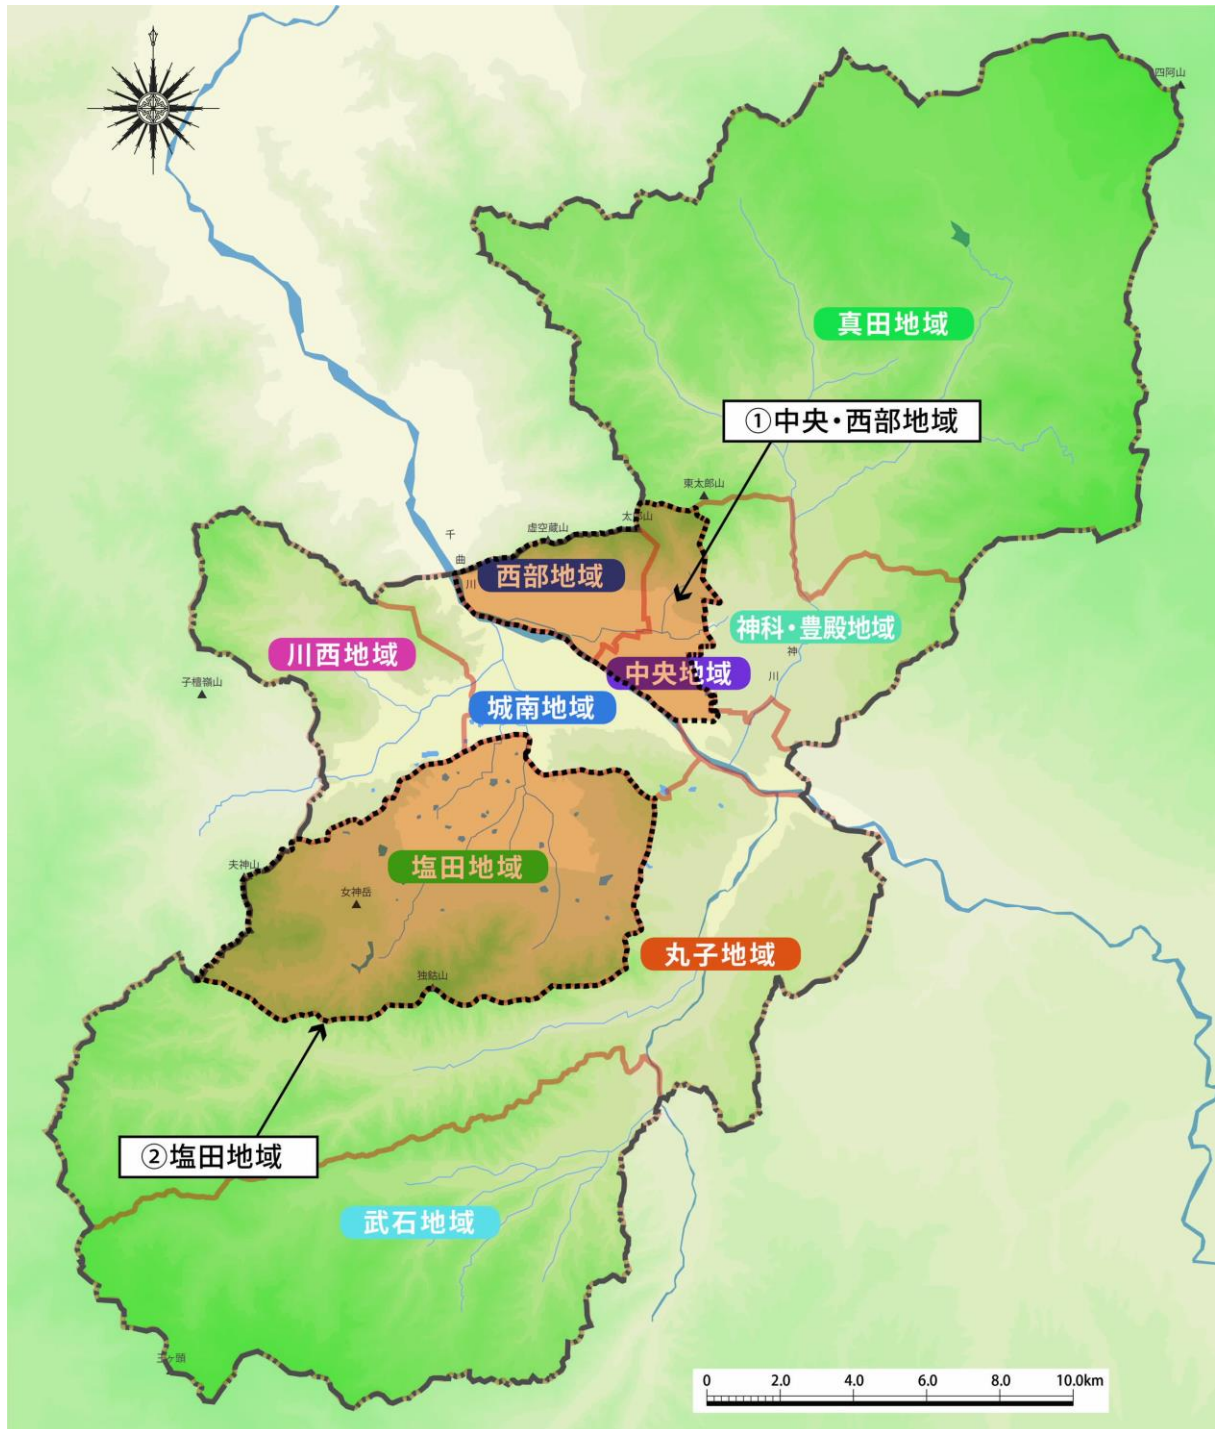 四阿山
真田地域
①中央・西部地域
東太郎山
太郎山
虚空蔵山
千
曲
川
西部地域
神科・豊殿地域
川西地域
中央地域
神
川
子檀嶺山
城南地域
夫神山
塩田地域
女神岳
丸子地域
独鈷山
②塩田地域
武石地域
0 2.0 4.0 6.0 8.0 10.0km